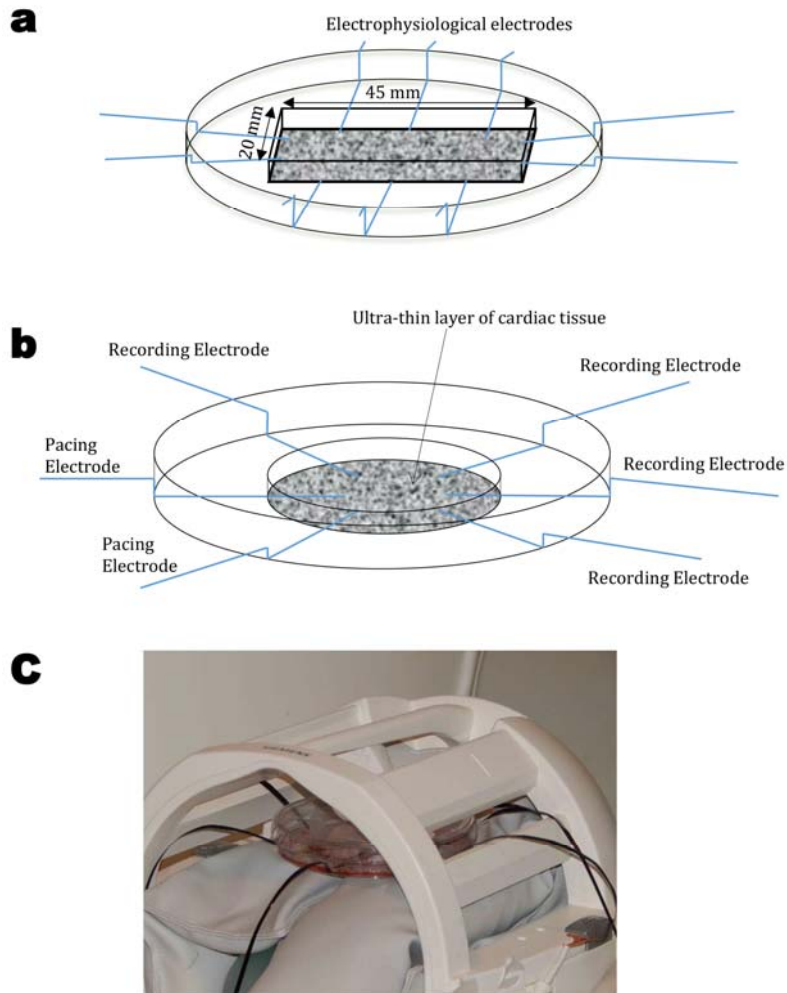 a
Electrophysiological electrodes
45 mm
20 mm
b
Ultra-thin layer of cardiac tissue
Recording Electrode
Recording Electrode
Pacing
Electrode
Recording Electrode
Pacing
Electrode
Recording Electrode
c
SIEMENS